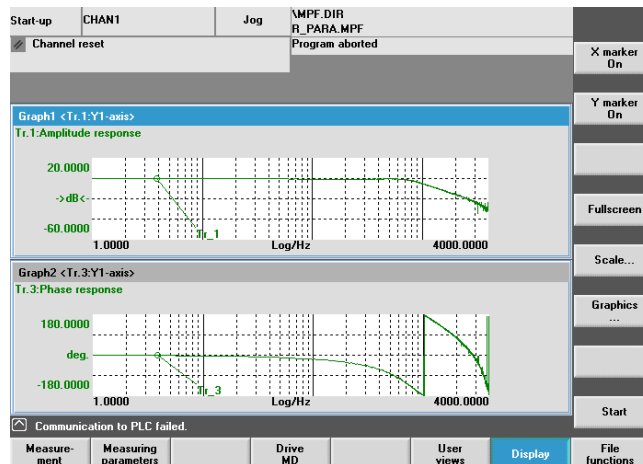 Start-up CHAN1 Jog \MPF.DIR
R_PARA.MPF
Channel reset Program aborted
X marker
On
Y marker
On
Graph1 <Tr.1:Y1-axis>
Tr.1:Amplitude response
20.0000
->dB<-
-60.0000
Tr_1
1.0000 Log/Hz 4000.0000
Fullscreen
Scale...
Graph2 <Tr.3:Y1-axis>
Tr.3:Phase response
180.0000
deg.
-180.0000
Tr_3
1.0000 Log/Hz 4000.0000
Graphics
...
Start
Communication to PLC failed.
Measure-
ment
Measuring
parameters
Drive
MD
User
views
Display
File
functions